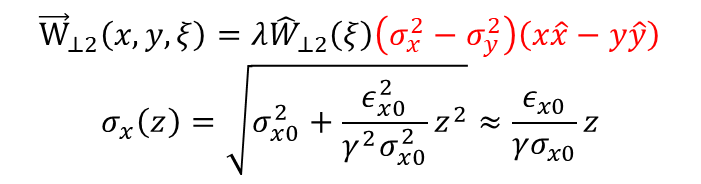 W⃗⊥2(x, y, ξ) = λŴ⊥2(ξ)(σx² − σy²)(xx̂ − yŷ)
σx(z) = √(σx0² + (ϵx0² / γ²σx0²) z²) ≈ (ϵx0 / γσx0) z